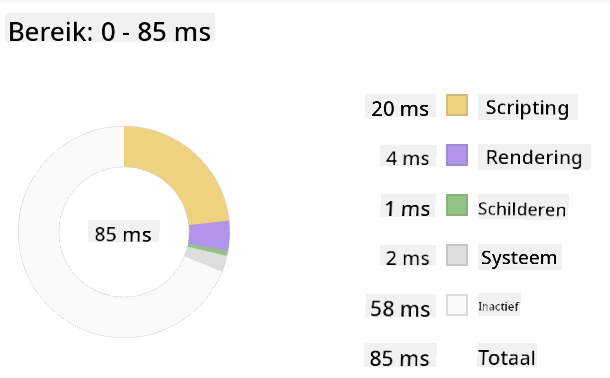 Bereik: 0 - 85 ms
20 ms Scripting
4 ms Rendering
1 ms Schilderen
85 ms
2 ms Systeem
58 ms Inactief
85 ms Totaal